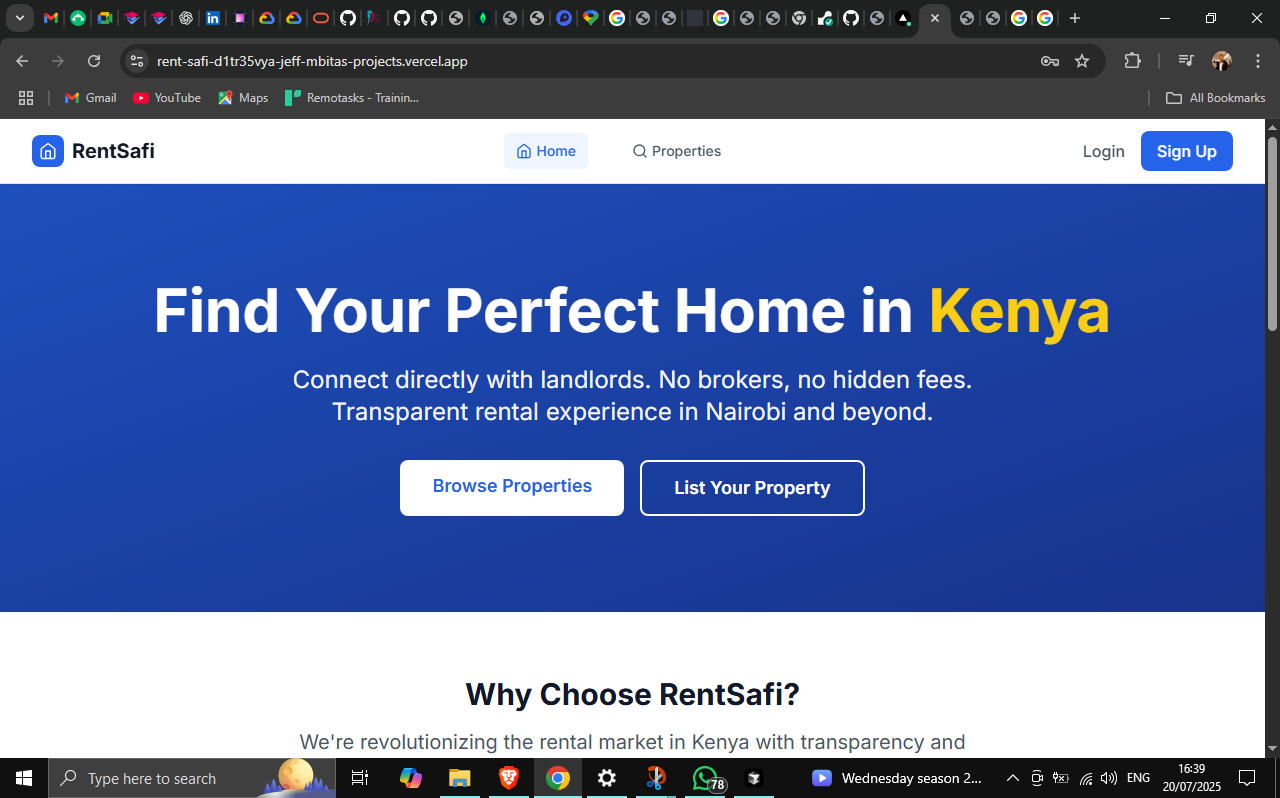 rent-safi-d1tr35vya-jeff-mbitas-projects.vercel.app
Gmail
YouTube
Maps
Remotasks - Trainin...
All Bookmarks
RentSafi
Home
Properties
Login
Sign Up
Find Your Perfect Home in Kenya
Connect directly with landlords. No brokers, no hidden fees.
Transparent rental experience in Nairobi and beyond.
Browse Properties
List Your Property
Why Choose RentSafi?
We're revolutionizing the rental market in Kenya with transparency and
Type here to search
78
Wednesday season 2...
ENG
16:39
20/07/2025